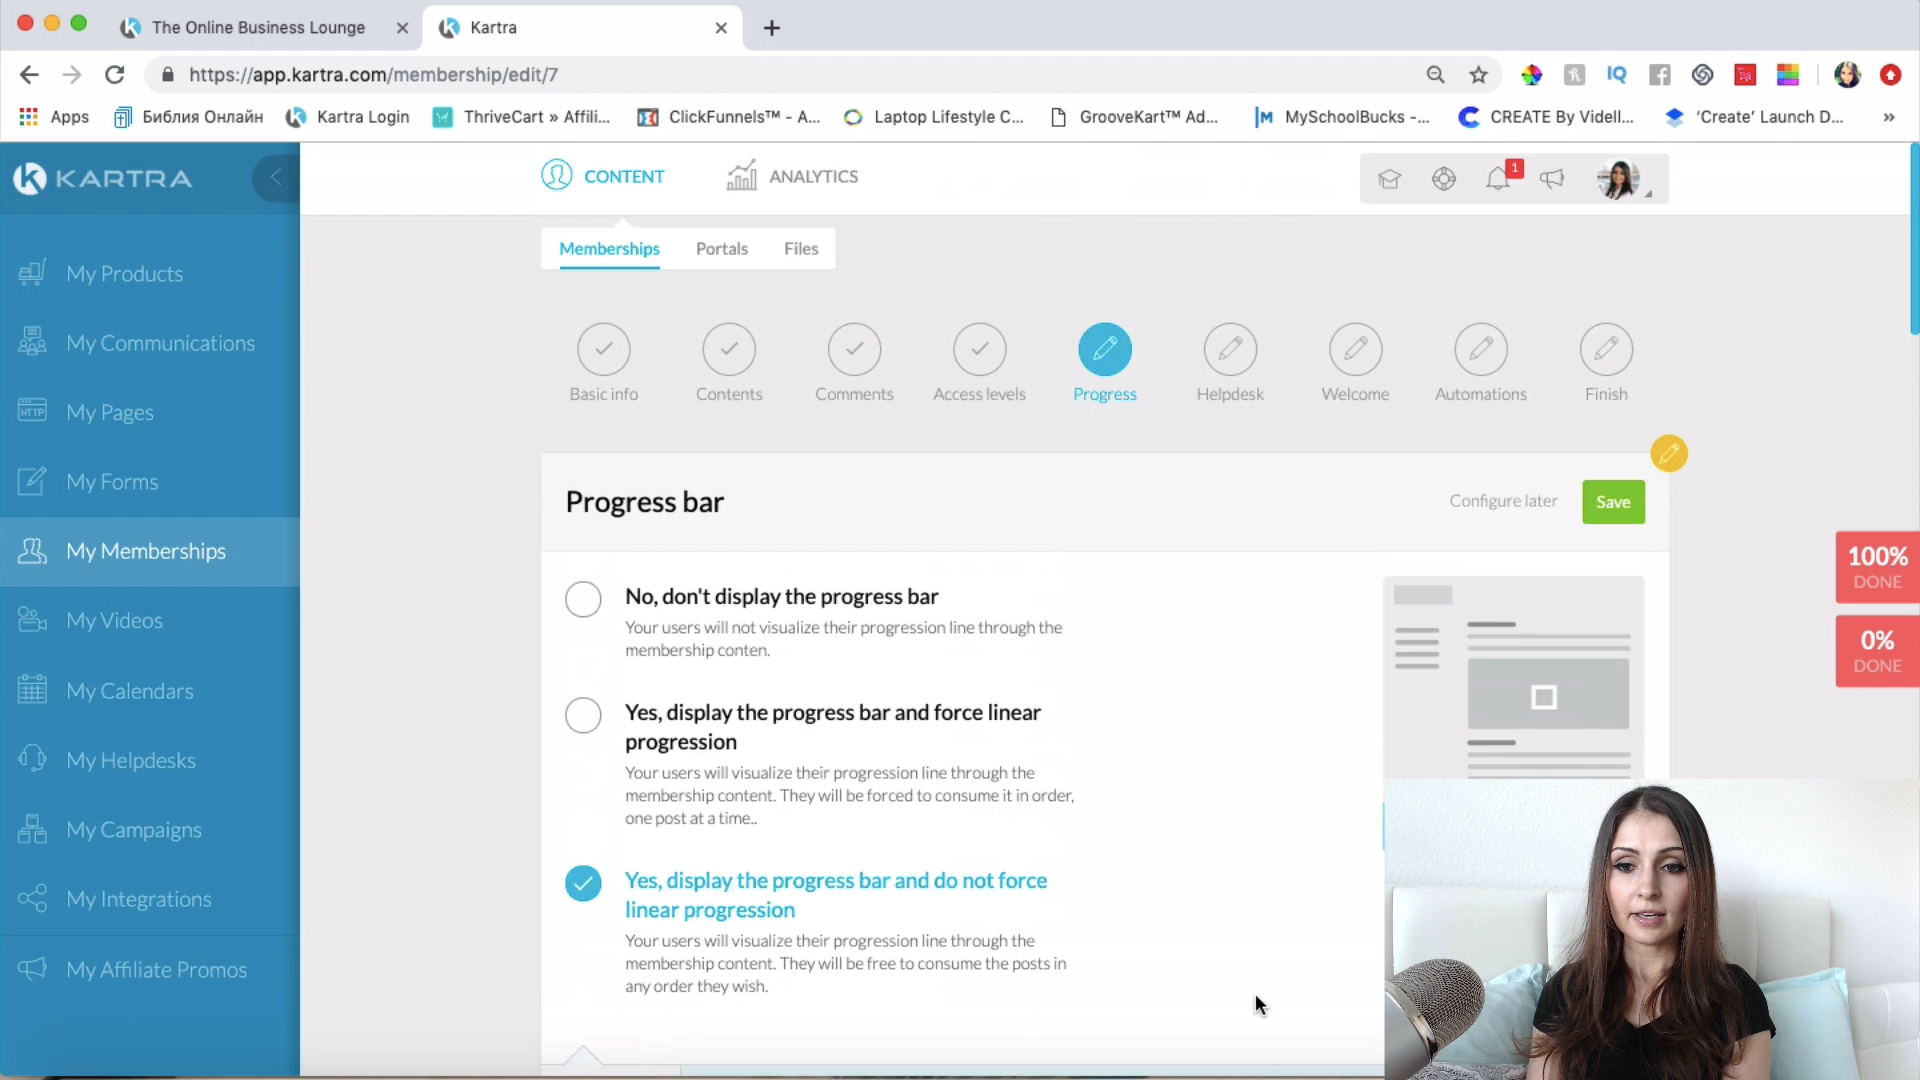 The Online Business Lounge
Kartra
https://app.kartra.com/membership/edit/7
IQ
Apps
Библия Онлайн
Kartra Login
ThriveCart » Affili...
ClickFunnels™ - A...
Laptop Lifestyle C...
GrooveKart™ Ad...
MySchoolBucks -...
CREATE By Videll...
‘Create’ Launch D...
»
KARTRA
CONTENT
ANALYTICS
1
Memberships
Portals
Files
My Products
My Communications
HTTP
My Pages
My Forms
My Memberships
My Videos
My Calendars
My Helpdesks
My Campaigns
My Integrations
My Affiliate Promos
Basic info
Contents
Comments
Access levels
Progress
Helpdesk
Welcome
Automations
Finish
Progress bar
Configure later
Save
No, don't display the progress bar
Your users will not visualize their progression line through the
membership conten.
Yes, display the progress bar and force linear
progression
Your users will visualize their progression line through the
membership content. They will be forced to consume it in order,
one post at a time..
Yes, display the progress bar and do not force
linear progression
Your users will visualize their progression line through the
membership content. They will be free to consume the posts in
any order they wish.
100%
DONE
0%
DONE